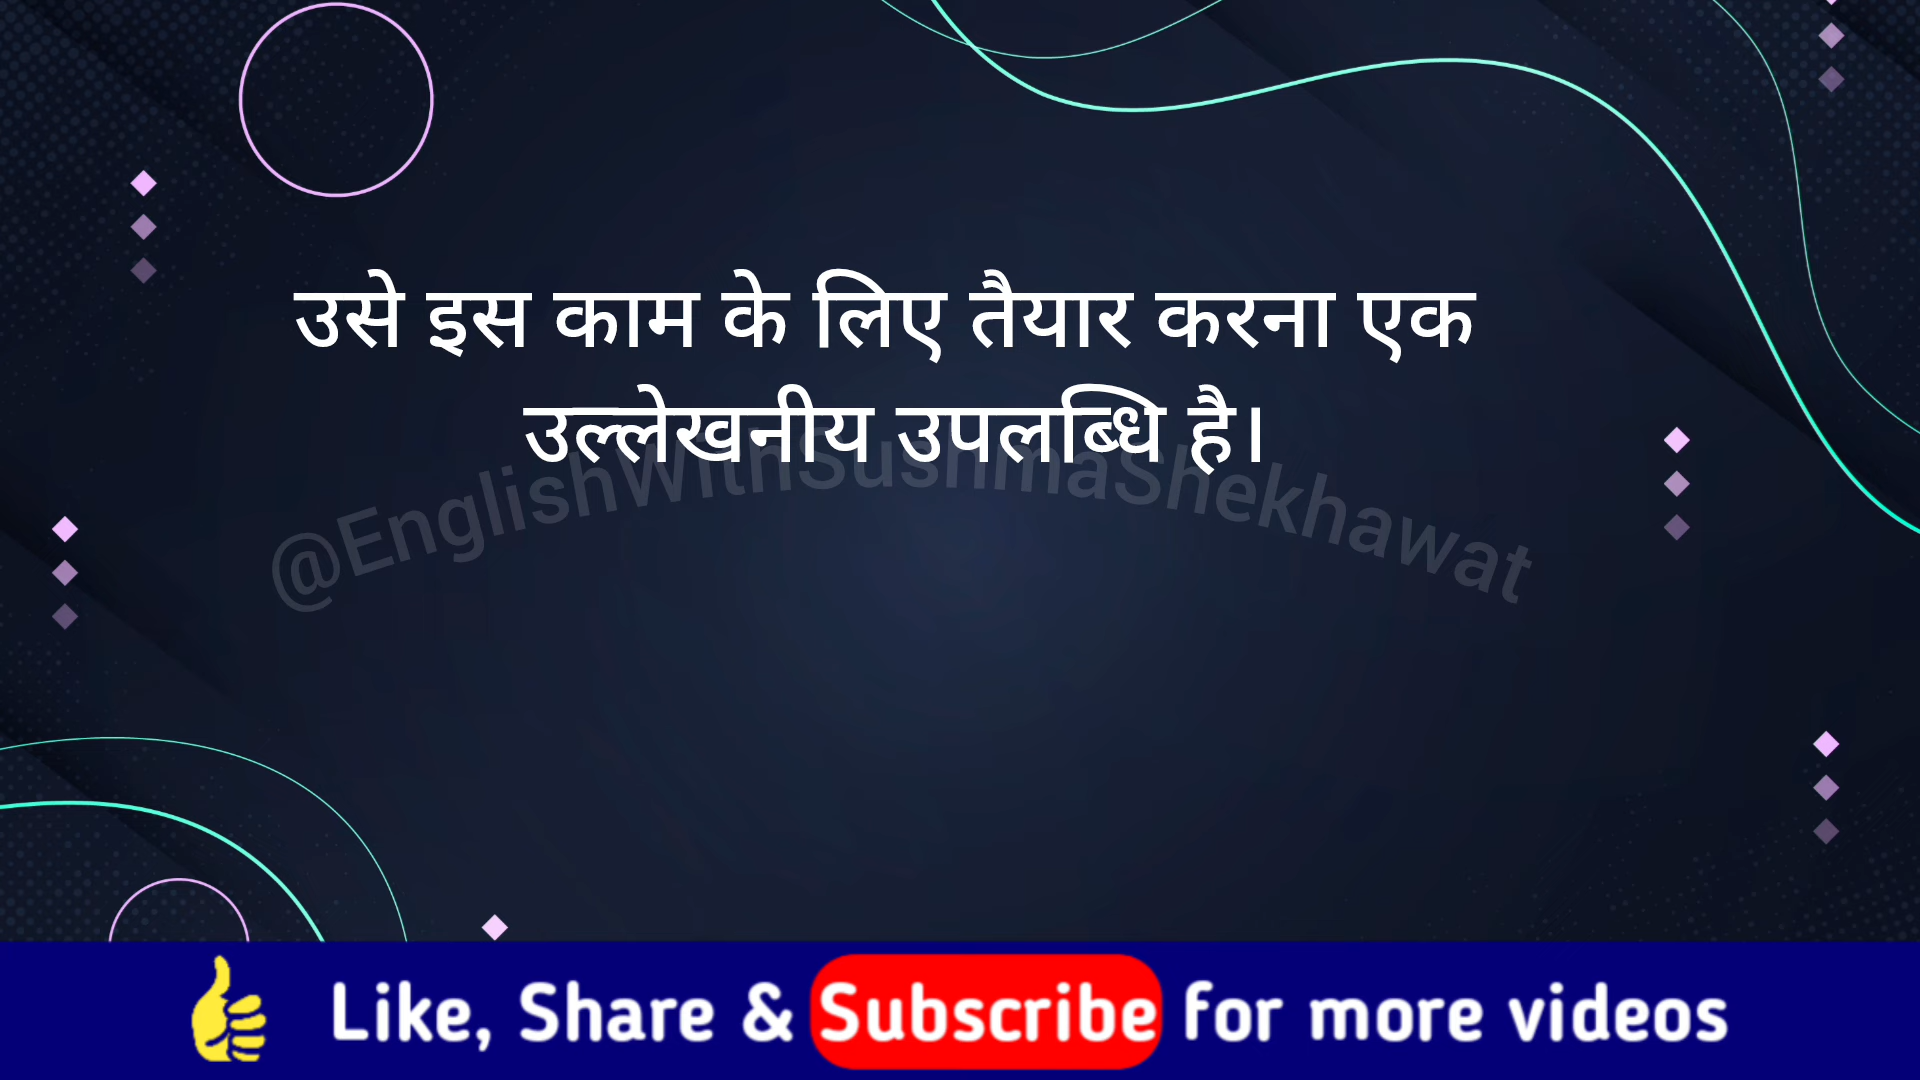 उसे इस काम के लिए तैयार करना एक
उल्लेखनीय उपलब्धि है।
@EnglishWithSushmaShekhawat
Like, Share & Subscribe for more videos